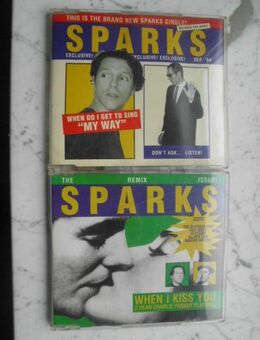 THIS IS THE BRAND NEW SPARKS SINGLE!
SPARKS
EXCLUSIVE! EXCLUSIVE! EXCLUSIVE! SEP. '94
WHEN DO I GET TO SING
"MY WAY"
DON'T ASK... LISTEN!
THE REMIX ISSUE!
SPARKS
WHEN I KISS YOU
(I HEAR CHARLIE PARKER PLAYING)